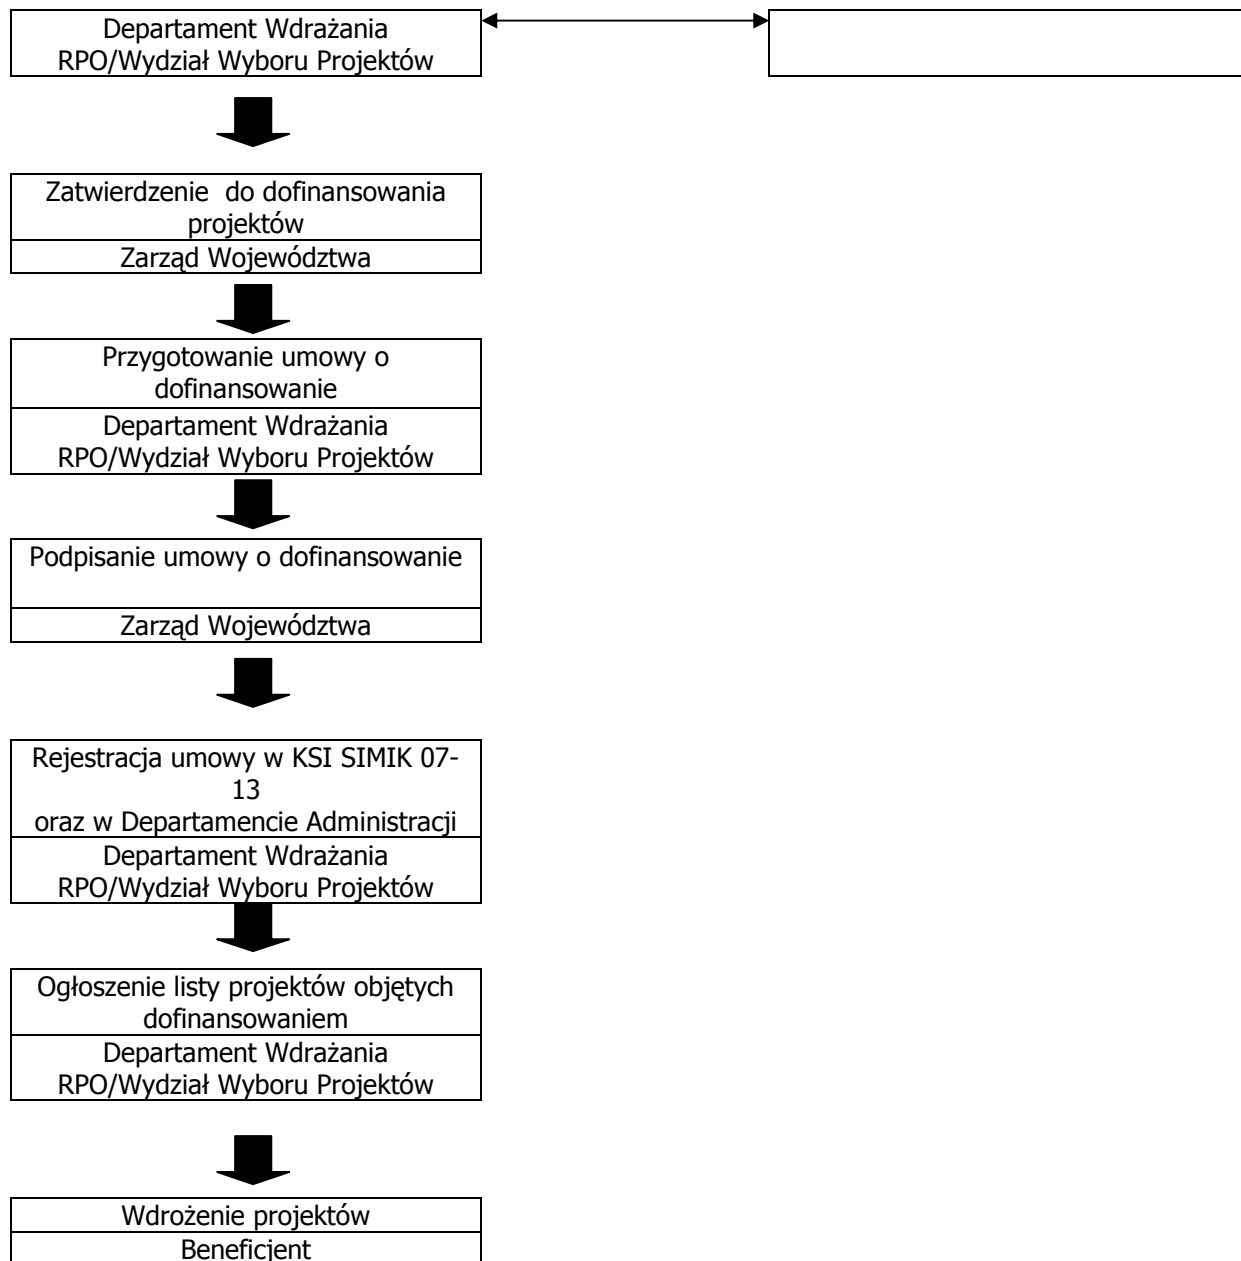 Departament Wdrażania
RPO/Wydział Wyboru Projektów
Zatwierdzenie do dofinansowania
projektów
Zarząd Województwa
Przygotowanie umowy o
dofinansowanie
Departament Wdrażania
RPO/Wydział Wyboru Projektów
Podpisanie umowy o dofinansowanie
Zarząd Województwa
Rejestracja umowy w KSI SIMIK 07-
13
oraz w Departamencie Administracji
Departament Wdrażania
RPO/Wydział Wyboru Projektów
Ogłoszenie listy projektów objętych
dofinansowaniem
Departament Wdrażania
RPO/Wydział Wyboru Projektów
Wdrożenie projektów
Beneficjent